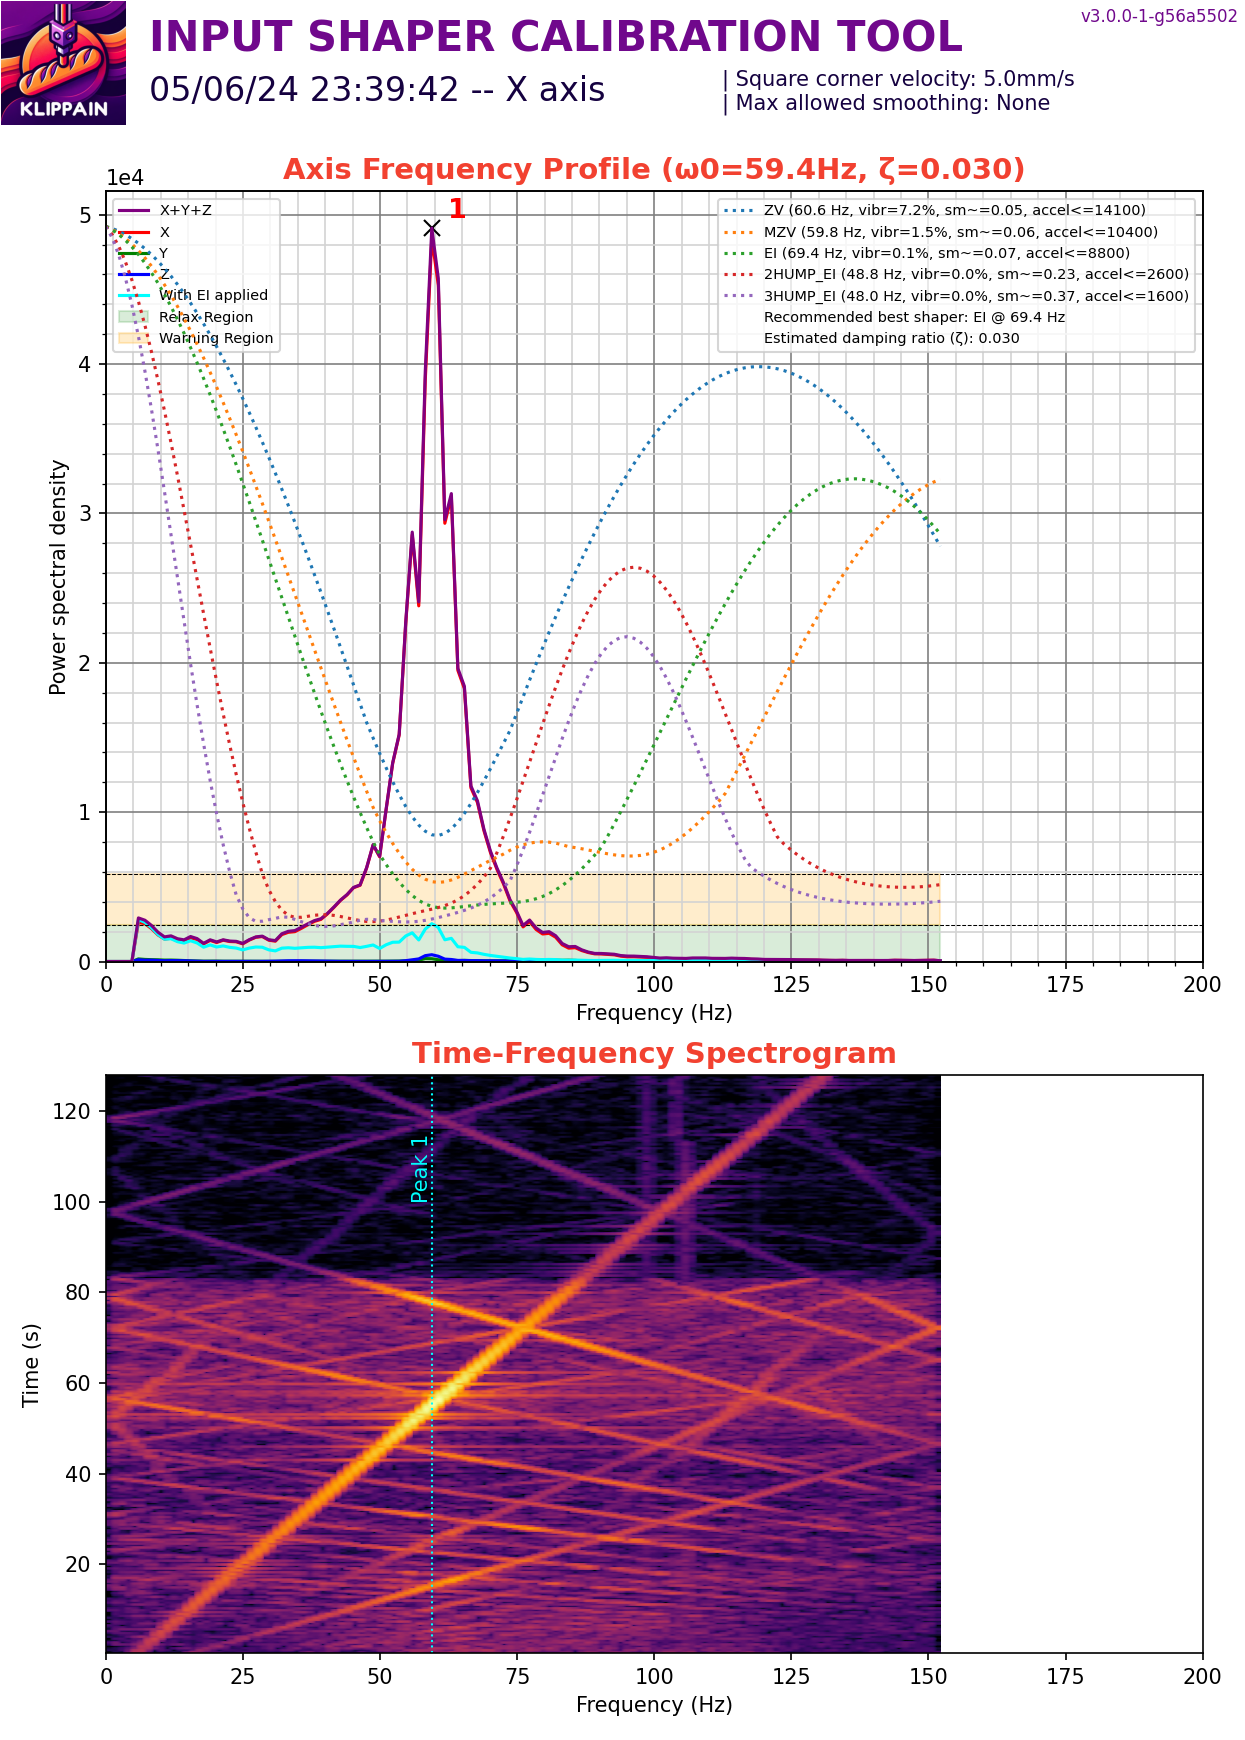 v3.0.0-1-g56a5502
INPUT SHAPER CALIBRATION TOOL
05/06/24 23:39:42 -- X axis
| Square corner velocity: 5.0mm/s
| Max allowed smoothing: None
KLIPPAIN
Axis Frequency Profile (ω0=59.4Hz, ζ=0.030)
1e4
X+Y+Z
X
Y
Z
With EI applied
Relax Region
Warning Region
1
ZV (60.6 Hz, vibr=7.2%, sm~=0.05, accel<=14100)
MZV (59.8 Hz, vibr=1.5%, sm~=0.06, accel<=10400)
EI (69.4 Hz, vibr=0.1%, sm~=0.07, accel<=8800)
2HUMP_EI (48.8 Hz, vibr=0.0%, sm~=0.23, accel<=2600)
3HUMP_EI (48.0 Hz, vibr=0.0%, sm~=0.37, accel<=1600)
Recommended best shaper: EI @ 69.4 Hz
Estimated damping ratio (ζ): 0.030
Power spectral density
5
4
3
2
1
0
0 25 50 75 100 125 150 175 200
Frequency (Hz)
Time-Frequency Spectrogram
Time (s)
120
100
80
60
40
20
Peak 1
0 25 50 75 100 125 150 175 200
Frequency (Hz)